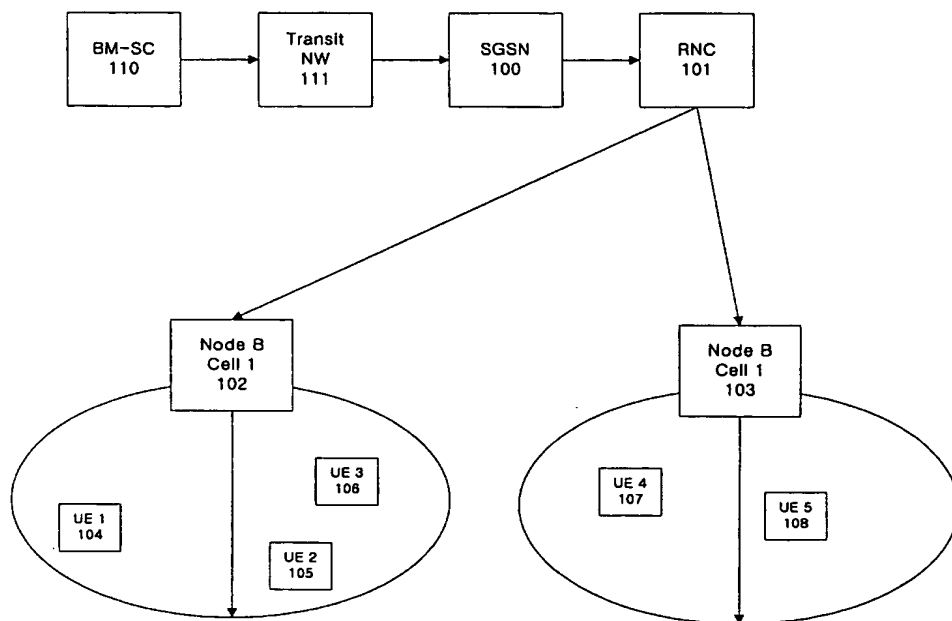 BM-SC
110
Transit
NW
111
SGSN
100
RNC
101
Node B
Cell 1
102
Node B
Cell 1
103
UE 1
104
UE 2
105
UE 3
106
UE 4
107
UE 5
108